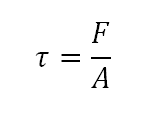 τ = F/A